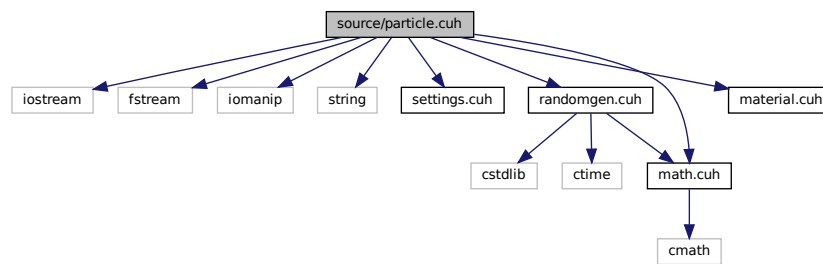 source/particle.cuh
iostream
fstream
iomanip
string
settings.cuh
randomgen.cuh
material.cuh
cstdlib
ctime
math.cuh
cmath